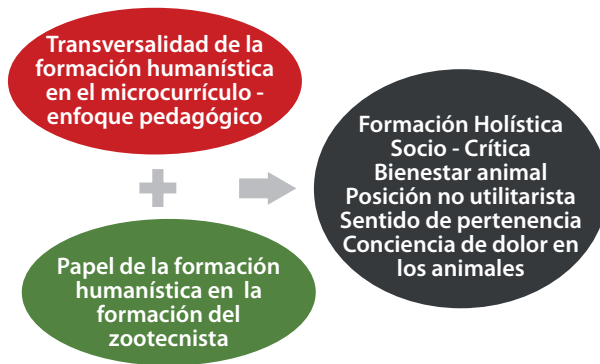 Transversalidad de la
formación humanística
en el microcurrículo -
enfoque pedagógico
Papel de la formación
humanística en la
formación del
zootecnista
Formación Holística
Socio - Crítica
Bienestar animal
Posición no utilitarista
Sentido de pertenencia
Conciencia de dolor en
los animales